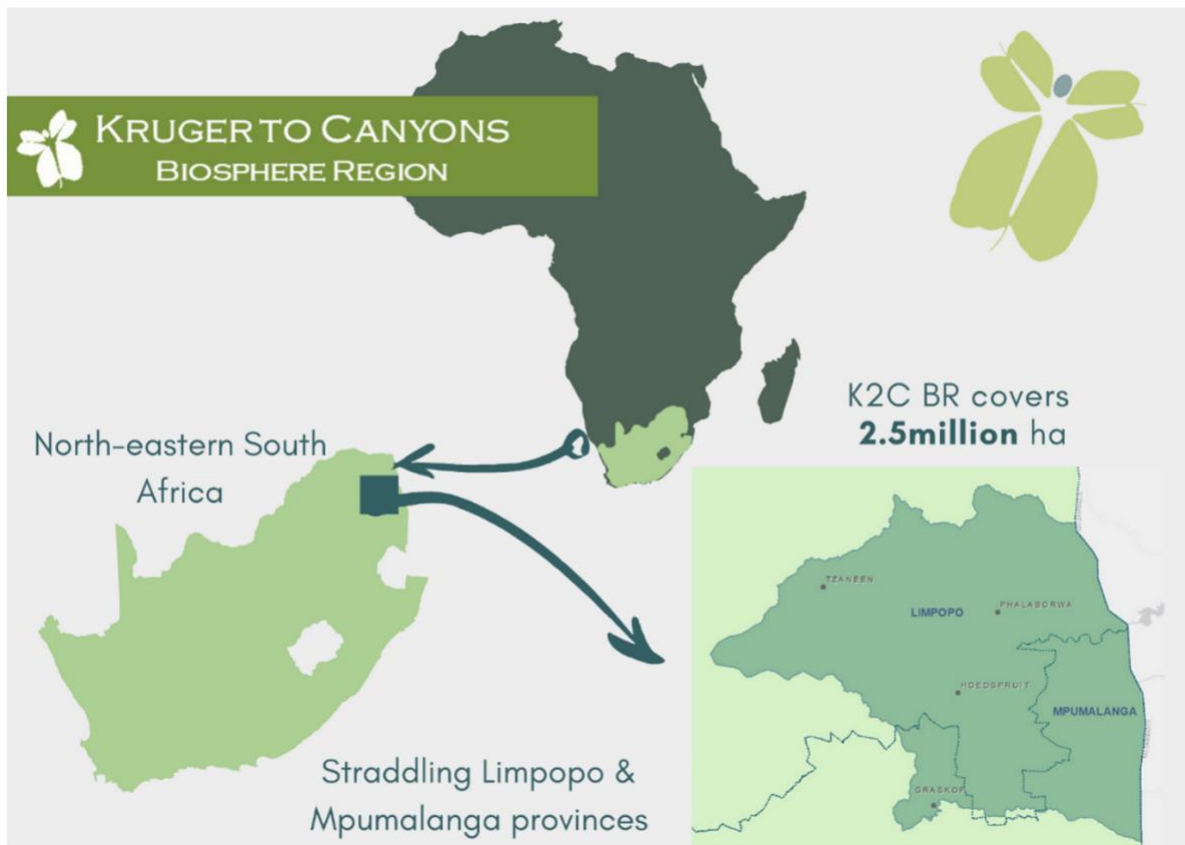 KRUGER TO CANYONS
BIOSPHERE REGION
K2C BR covers
2.5million ha
North-eastern South
Africa
TZANEEN
LIMPOPO
PHALABORWA
HOEDSPRUIT
MPUMALANGA
GRASKOP
Straddling Limpopo &
Mpumalanga provinces